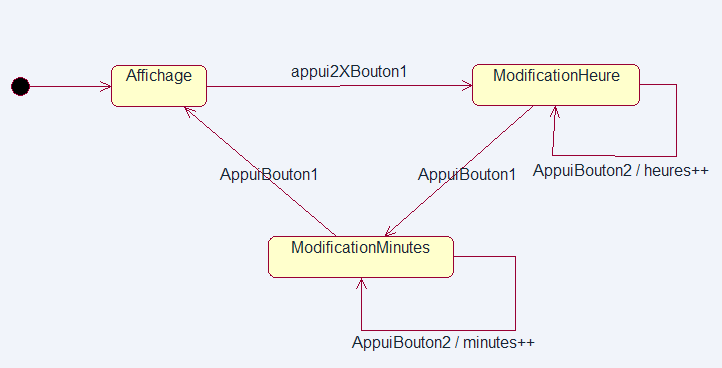 Affichage
appui2XBouton1
ModificationHeure
AppuiBouton2 / heures++
AppuiBouton1
AppuiBouton1
ModificationMinutes
AppuiBouton2 / minutes++